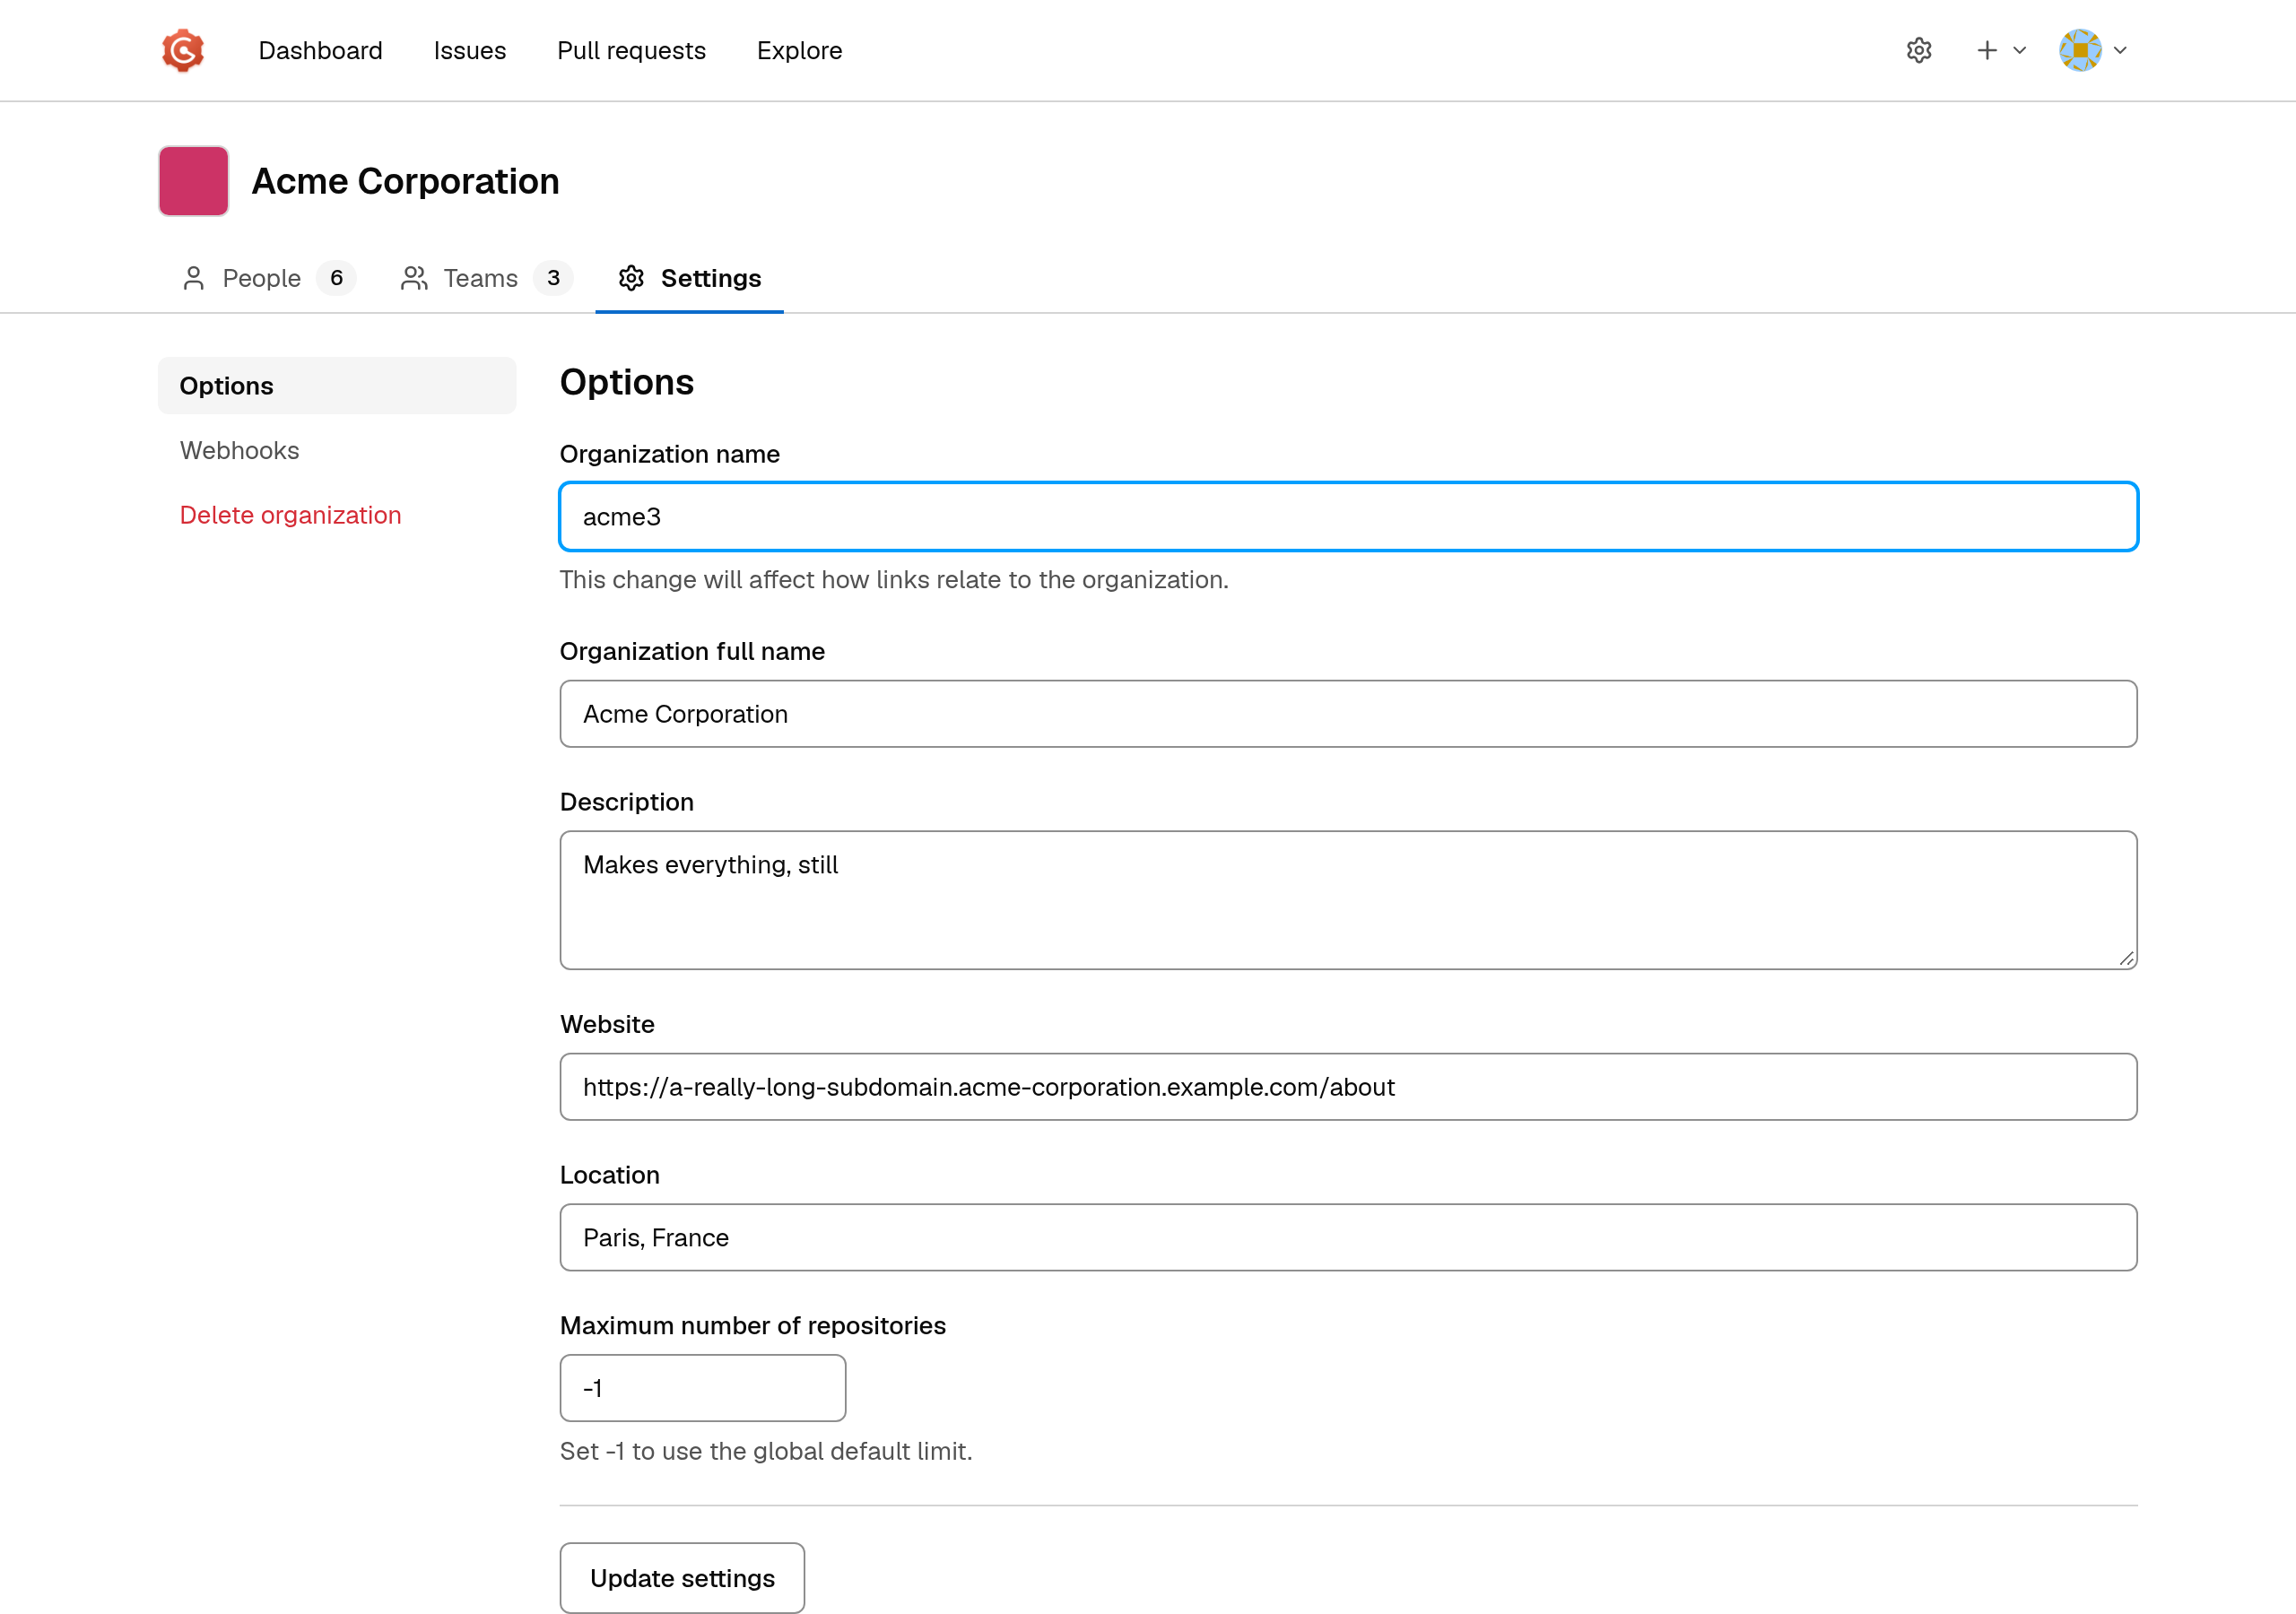 Dashboard Issues Pull requests Explore
Acme Corporation
People 6 Teams 3 Settings
Options
Webhooks
Delete organization
Options
Organization name
acme3
This change will affect how links relate to the organization.
Organization full name
Acme Corporation
Description
Makes everything, still
Website
https://a-really-long-subdomain.acme-corporation.example.com/about
Location
Paris, France
Maximum number of repositories
-1
Set -1 to use the global default limit.
Update settings